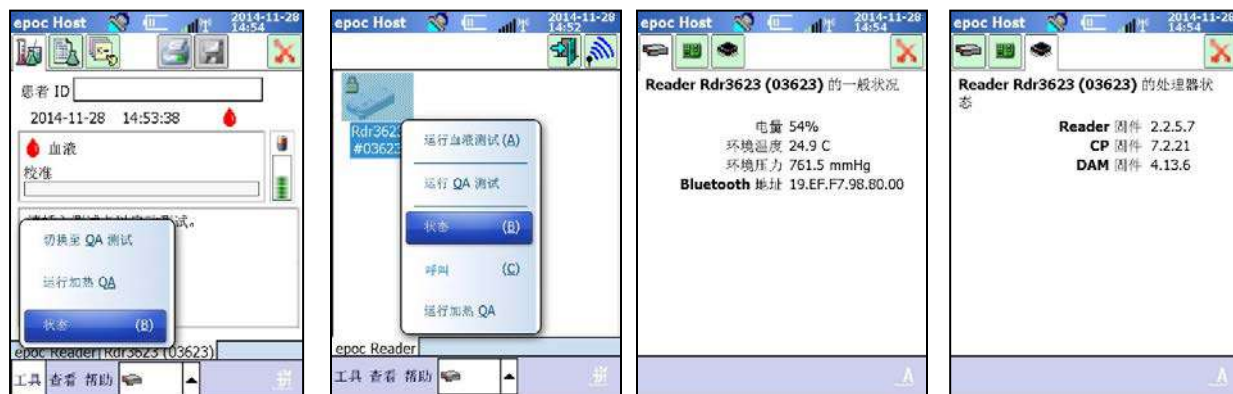 epoc Host
2014-11-28
14:54
患者 ID
2014-11-28 14:53:38
血液
校准
切换至 QA 测试
运行加热 QA
状态 (B)
epoc Reader Rdr3623 (03623)
工具 查看 帮助
epoc Host
2014-11-28
14:52
Rdr3623
#03623
运行血液测试 (A)
运行 QA 测试
状态 (B)
呼叫 (C)
运行加热 QA
epoc Reader
工具 查看 帮助
epoc Host
2014-11-28
14:54
Reader Rdr3623 (03623) 的一般状况
电量 54%
环境温度 24.9 C
环境压力 761.5 mmHg
Bluetooth 地址 19.EF.F7.98.80.00
A
epoc Host
2014-11-28
14:54
Reader Rdr3623 (03623) 的处理器状
态
Reader 固件 2.2.5.7
CP 固件 7.2.21
DAM 固件 4.13.6
A